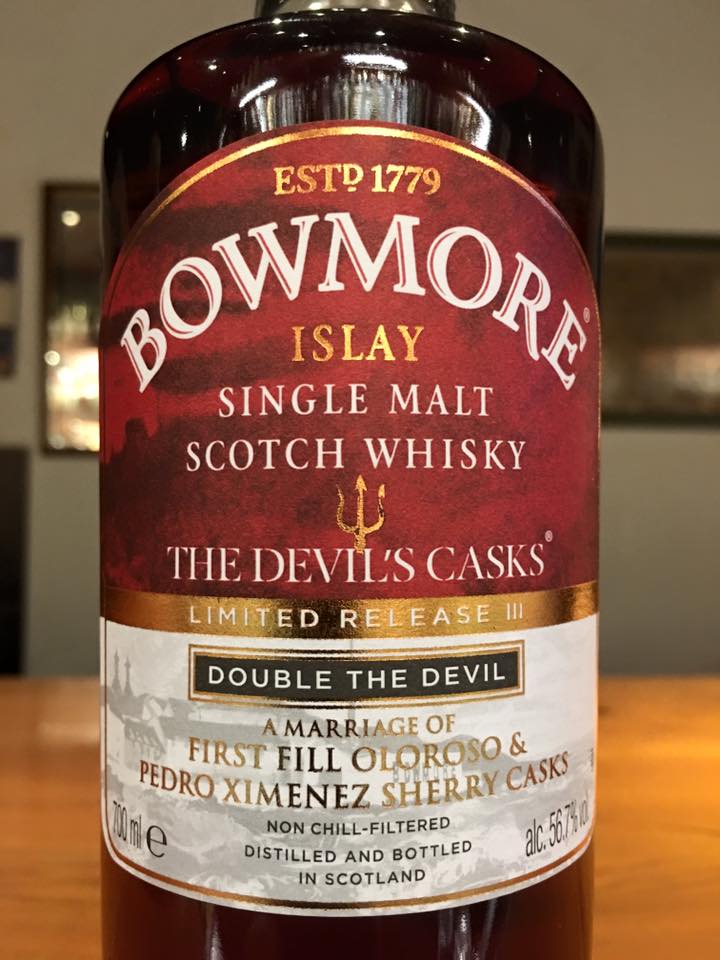 ESTD 1779
BOWMORE®
ISLAY
SINGLE MALT
SCOTCH WHISKY
THE DEVIL'S CASKS®
LIMITED RELEASE III
DOUBLE THE DEVIL
A MARRIAGE OF
FIRST FILL OLOROSO &
PEDRO XIMENEZ SHERRY CASKS
BOWMORE
NON CHILL-FILTERED
700 ml e
alc. 56.7% vol
DISTILLED AND BOTTLED
IN SCOTLAND